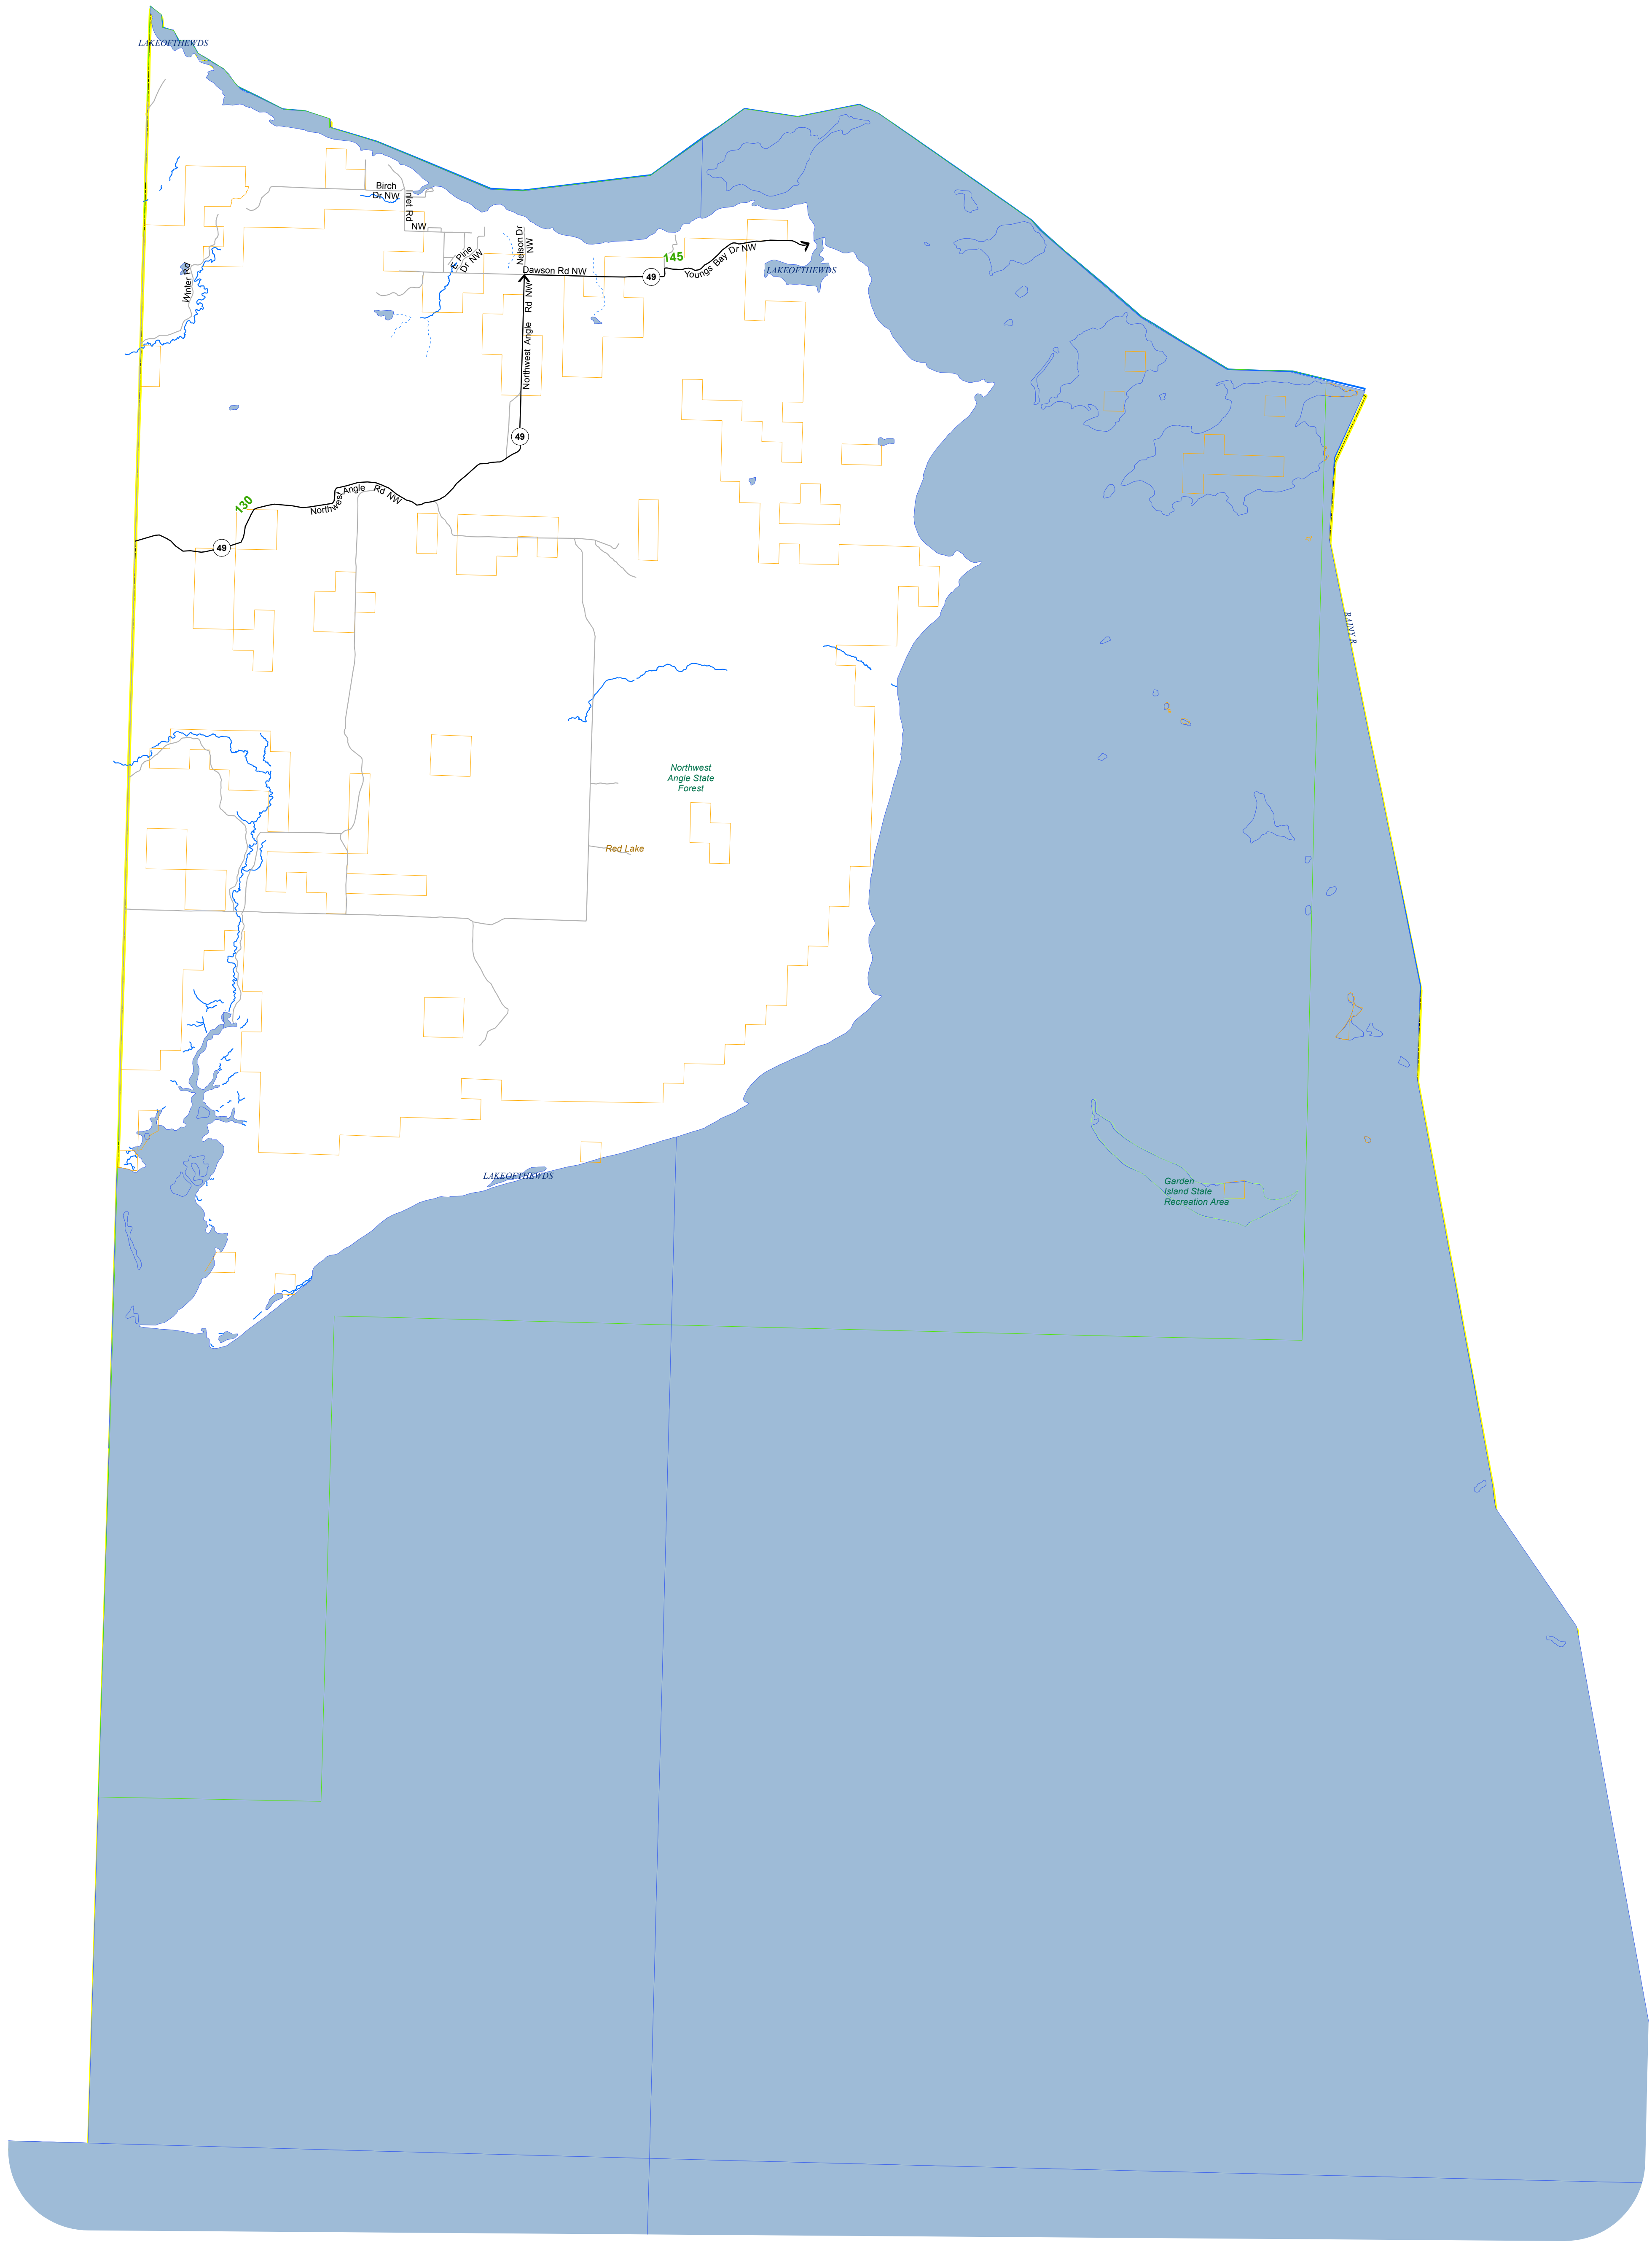 LAKEOFTHEWDS
Birch
Dr NW
Inlet Rd
NW
E Pine
Dr NW
Nelson Dr
NW
Dawson Rd NW
49
145
Youngs Bay Dr NW
LAKEOFTHEWDS
Winter Rd
Northwest Angle Rd NW
49
130
Northwest Angle Rd NW
49
RAINY R
Northwest
Angle State
Forest
Red Lake
LAKEOFTHEWDS
Garden
Island State
Recreation Area